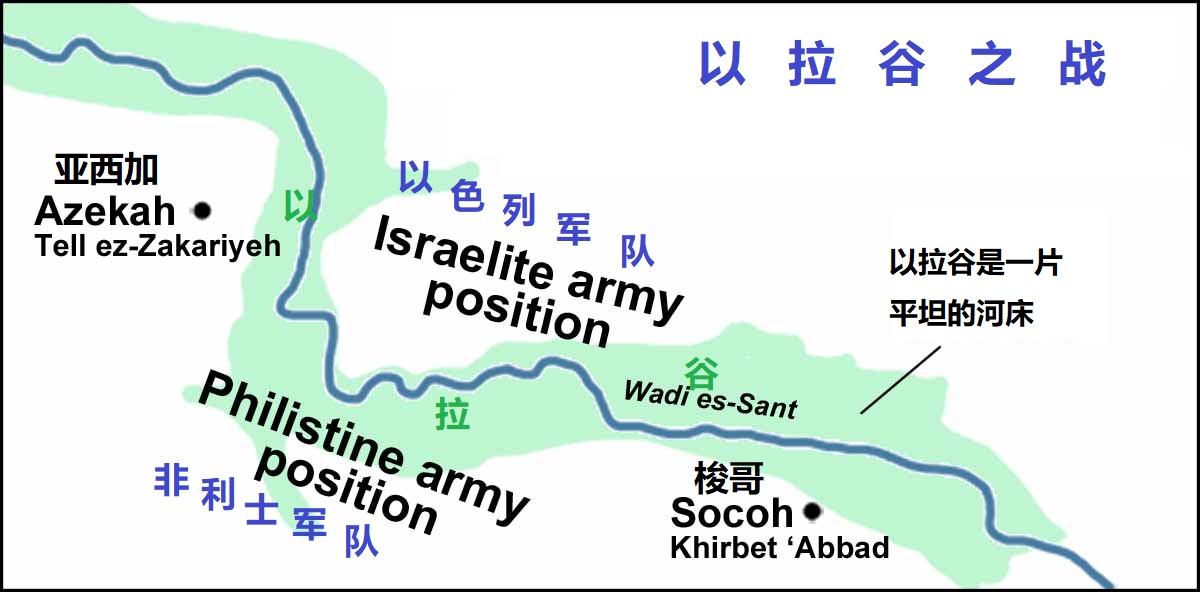 以拉谷之战
亚西加
Azekah
Tell ez-Zakariyeh
以色列军队
Israelite army
position
以拉谷是一片
平坦的河床
以
拉
谷
Wadi es-Sant
Philistine army
position
非利士军队
梭哥
Socoh
Khirbet ‘Abbad